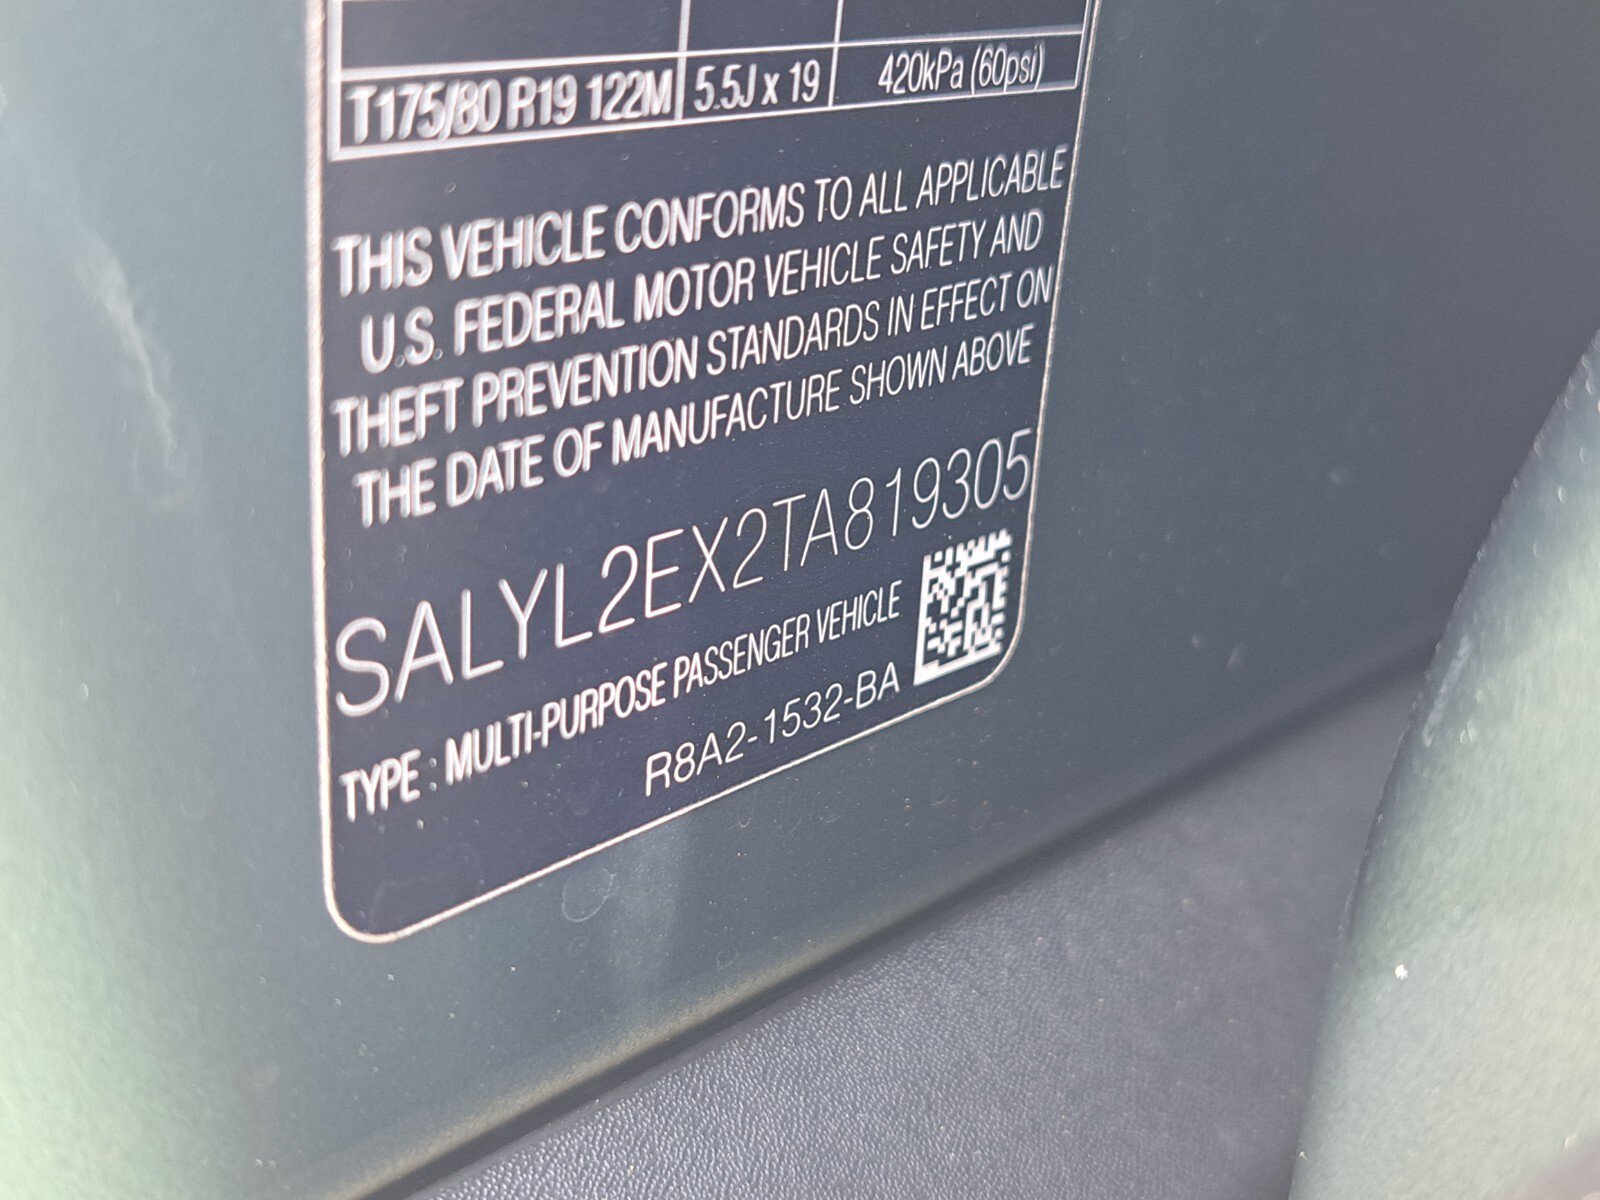 T175/80 R19 122M 5.5J x 19 420kPa (60psi)
THIS VEHICLE CONFORMS TO ALL APPLICABLE
U.S. FEDERAL MOTOR VEHICLE SAFETY AND
THEFT PREVENTION STANDARDS IN EFFECT ON
THE DATE OF MANUFACTURE SHOWN ABOVE
SALYL2EX2TA819305
TYPE : MULTI-PURPOSE PASSENGER VEHICLE
R8A2-1532-BA